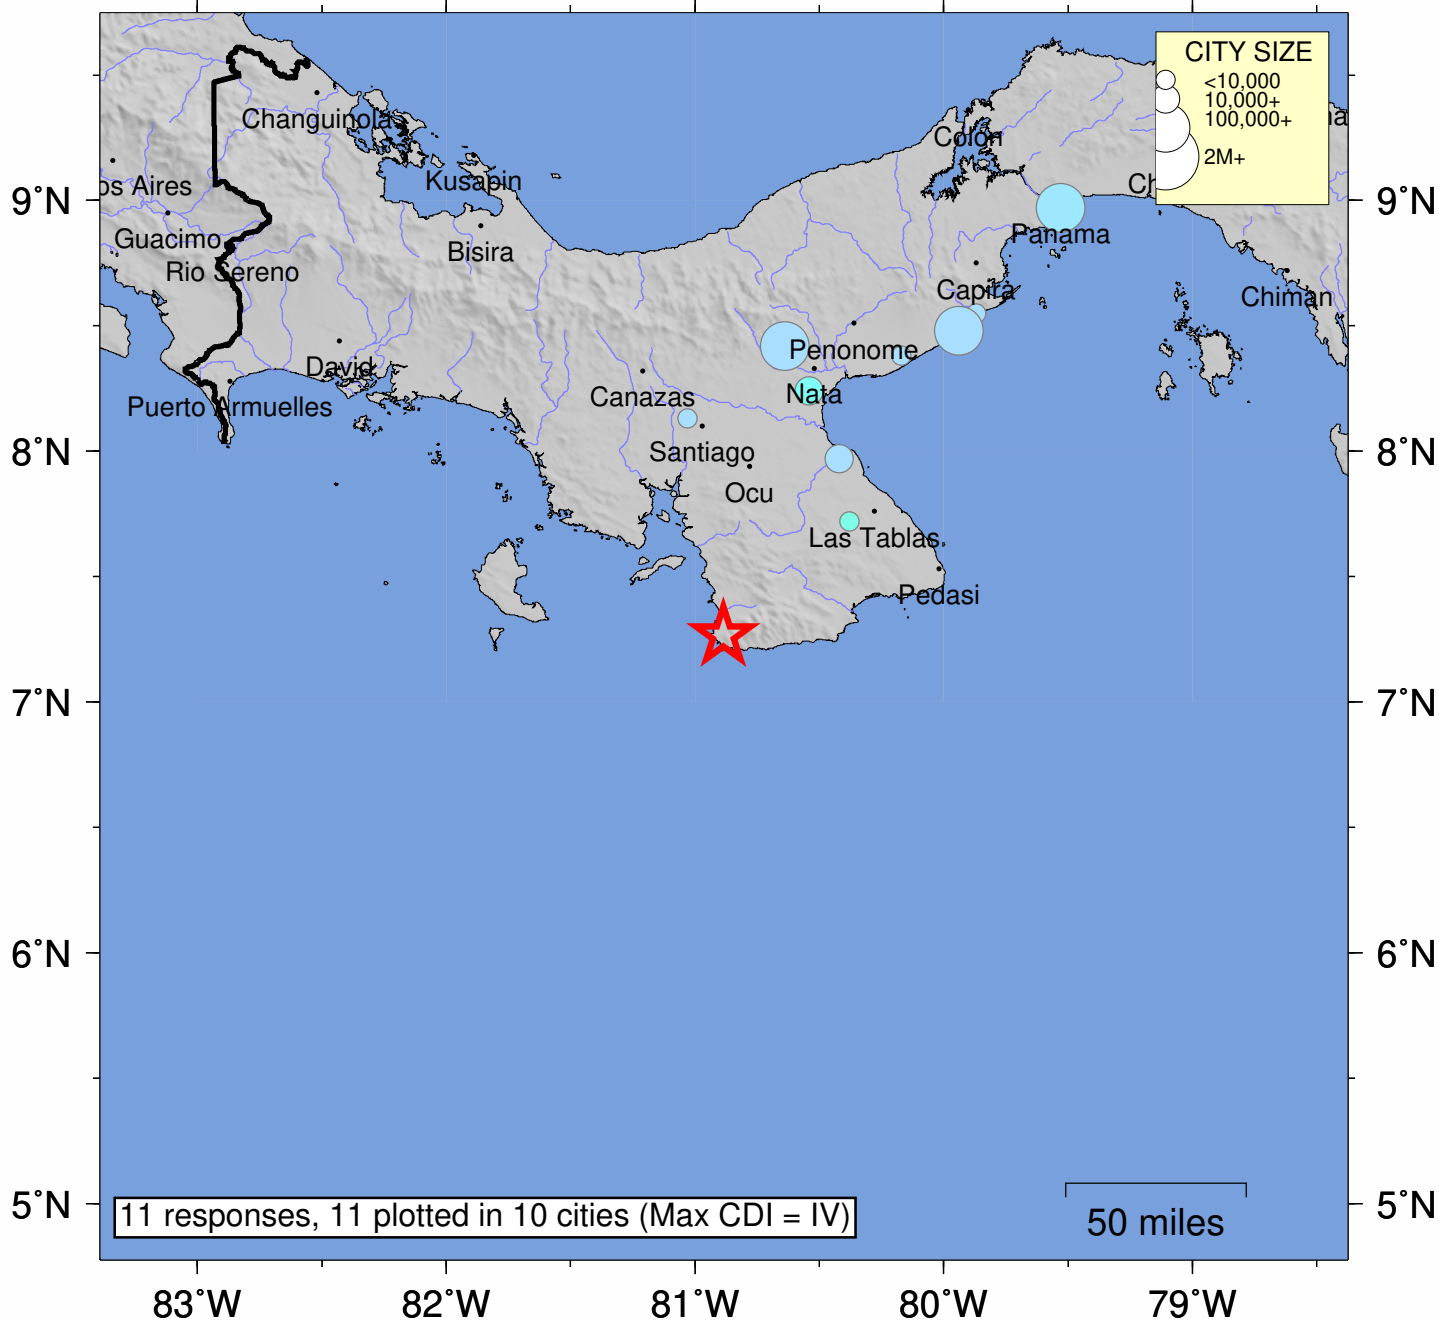 CITY SIZE
<10,000
10,000+
100,000+
2M+
Changuinola
Colon
os Aires
Kusapin
Ch
9°N
9°N
Guacimo
Panama
Bisira
Rio Sereno
Capira
Chiman
David
Penonome
Canazas
Nata
Puerto Armuelles
8°N
Santiago
8°N
Ocu
Las Tablas
Pedasi
7°N
7°N
6°N
6°N
5°N
11 responses, 11 plotted in 10 cities (Max CDI = IV)
50 miles
5°N
83°W
82°W
81°W
80°W
79°W